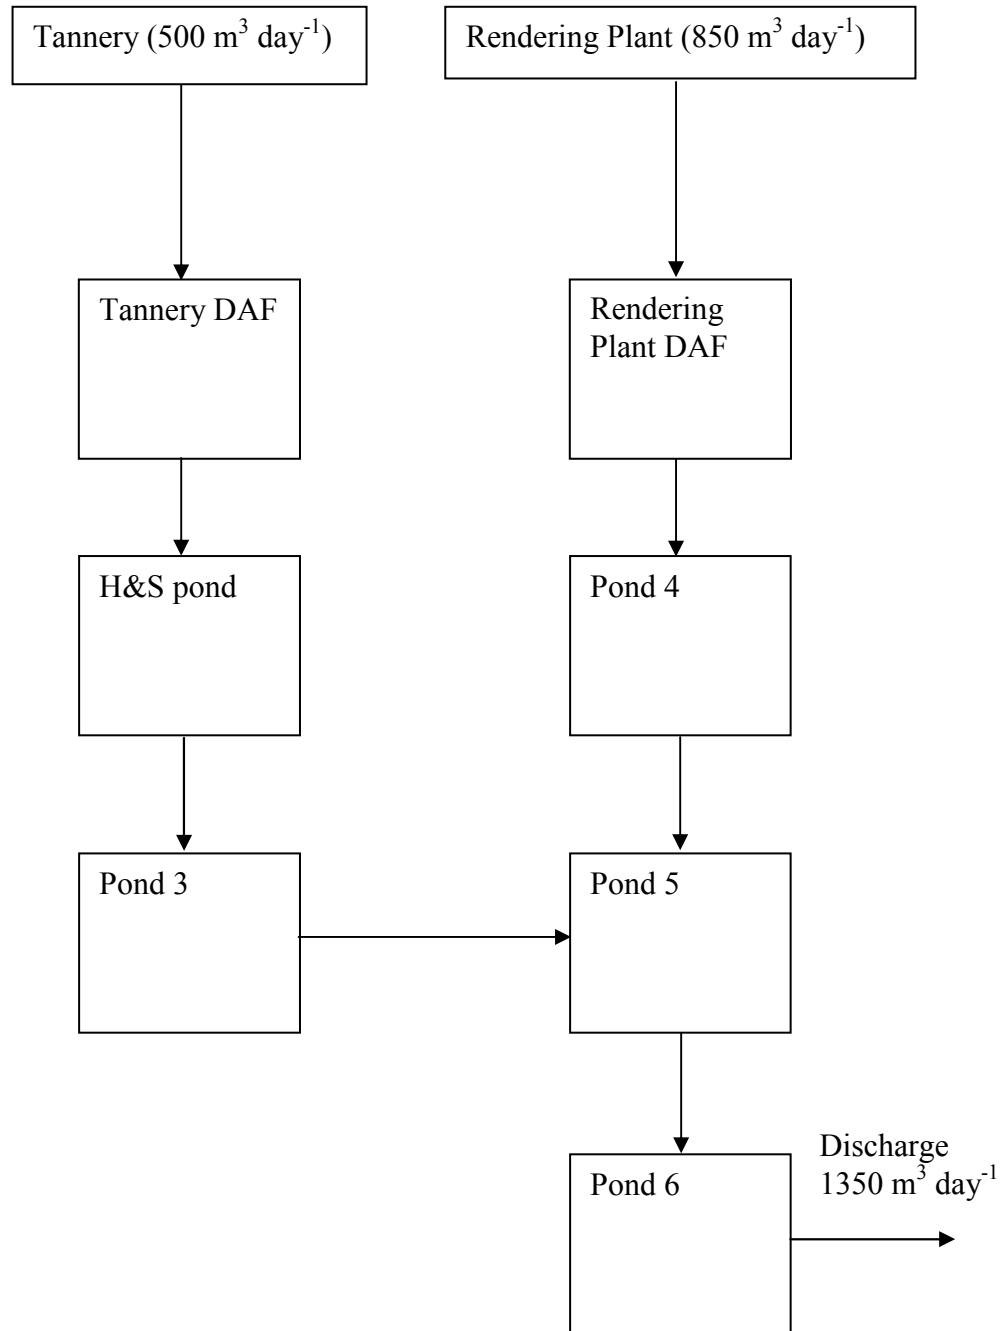 Tannery (500 m³ day⁻¹)
Rendering Plant (850 m³ day⁻¹)
Tannery DAF
Rendering
Plant DAF
H&S pond
Pond 4
Pond 3
Pond 5
Pond 6
Discharge
1350 m³ day⁻¹